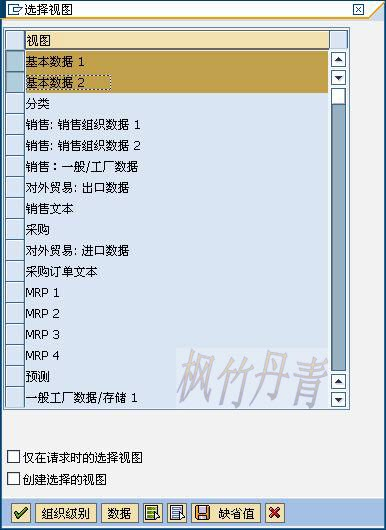 选择视图
视图
基本数据 1
基本数据 2
分类
销售: 销售组织数据 1
销售: 销售组织数据 2
销售：一般/工厂数据
对外贸易: 出口数据
销售文本
采购
对外贸易: 进口数据
采购订单文本
MRP 1
MRP 2
MRP 3
MRP 4
预测
一般工厂数据/存储 1
枫竹丹青
仅在请求时的选择视图
创建选择的视图
组织级别 数据 缺省值